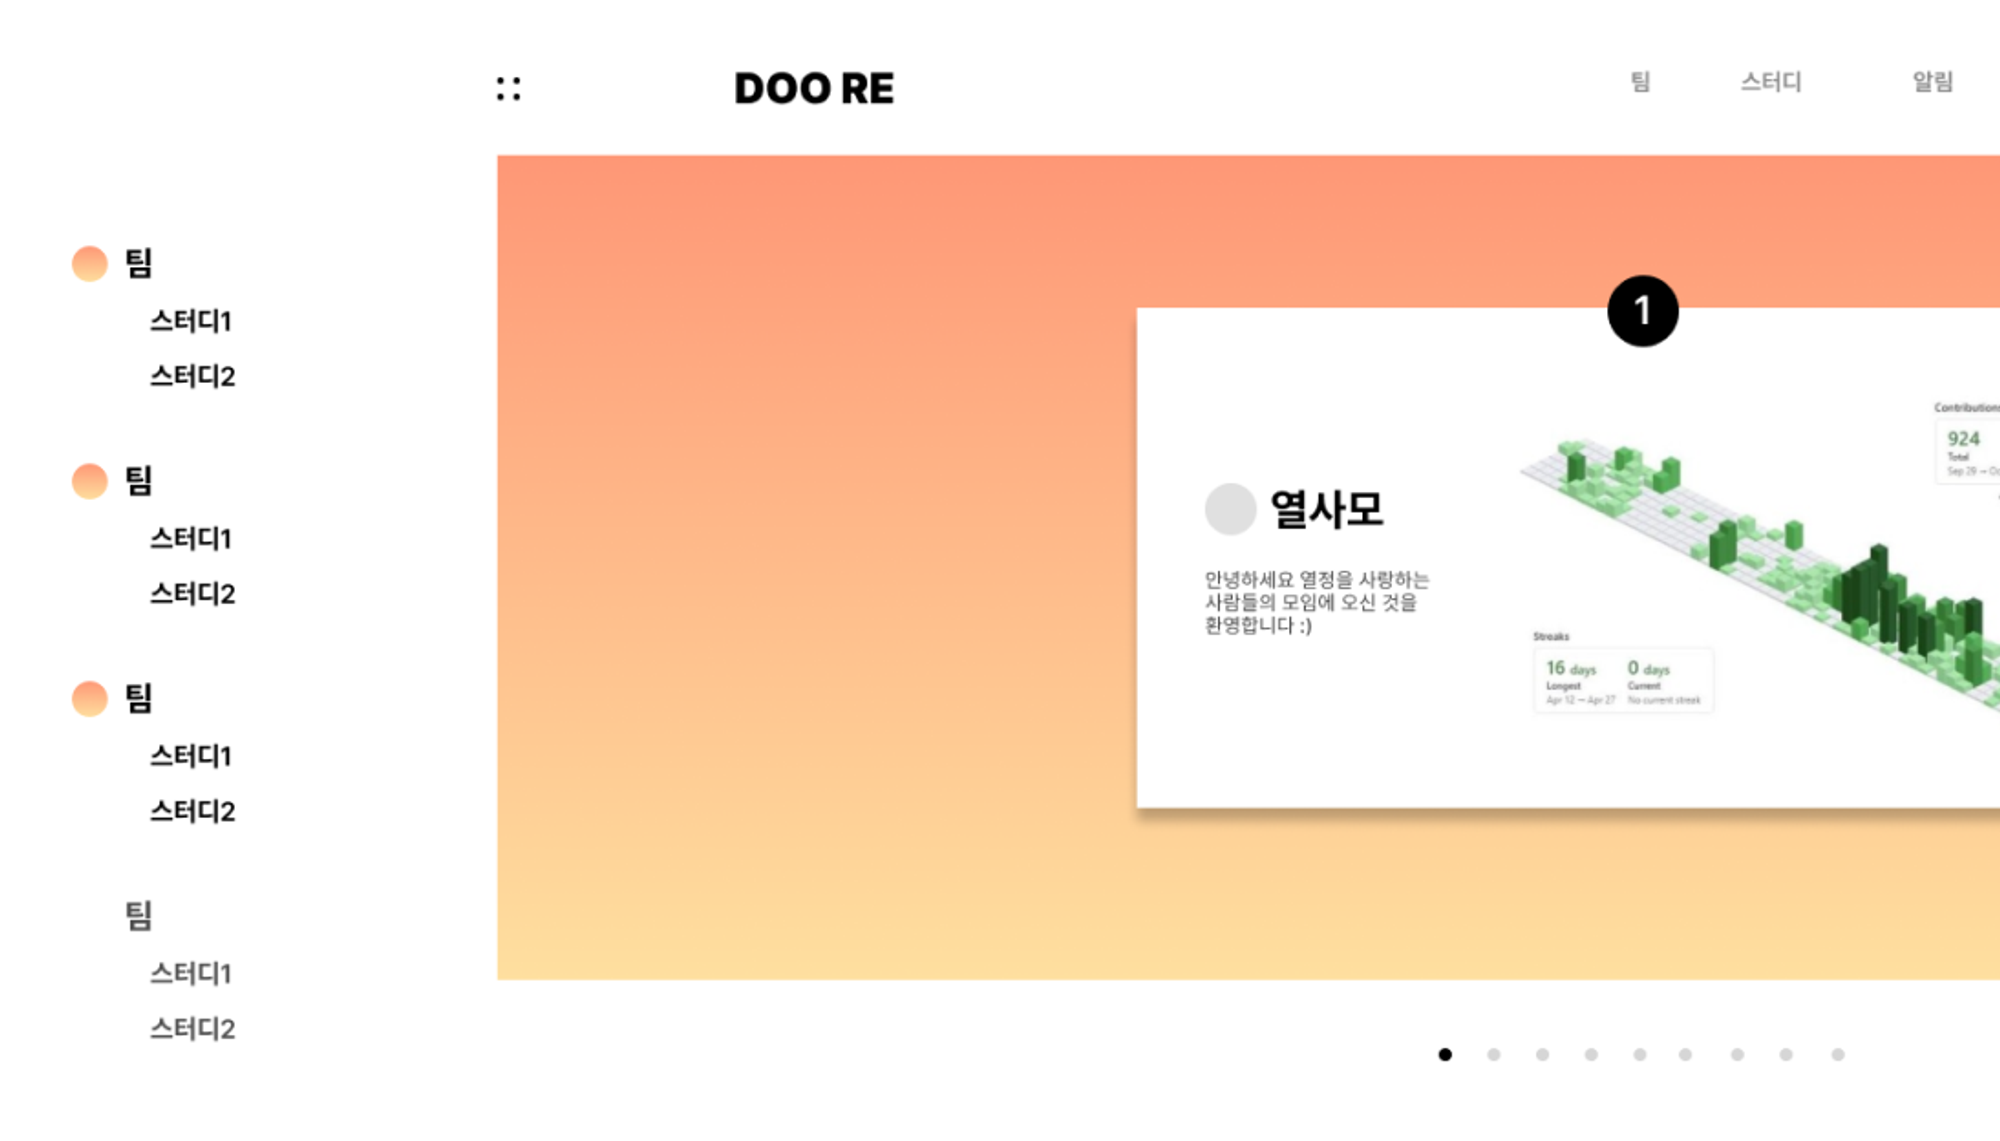 DOO RE
팀 스터디 알림
팀
스터디1
스터디2
팀
스터디1
스터디2
팀
스터디1
스터디2
팀
스터디1
스터디2
1
열사모
안녕하세요 열정을 사랑하는
사람들의 모임에 오신 것을
환영합니다 :)
Contributions
924
Total
Sep 29 –
Streaks
16 days 0 days
Longest Current
Apr 12 – Apr 27 No current streak